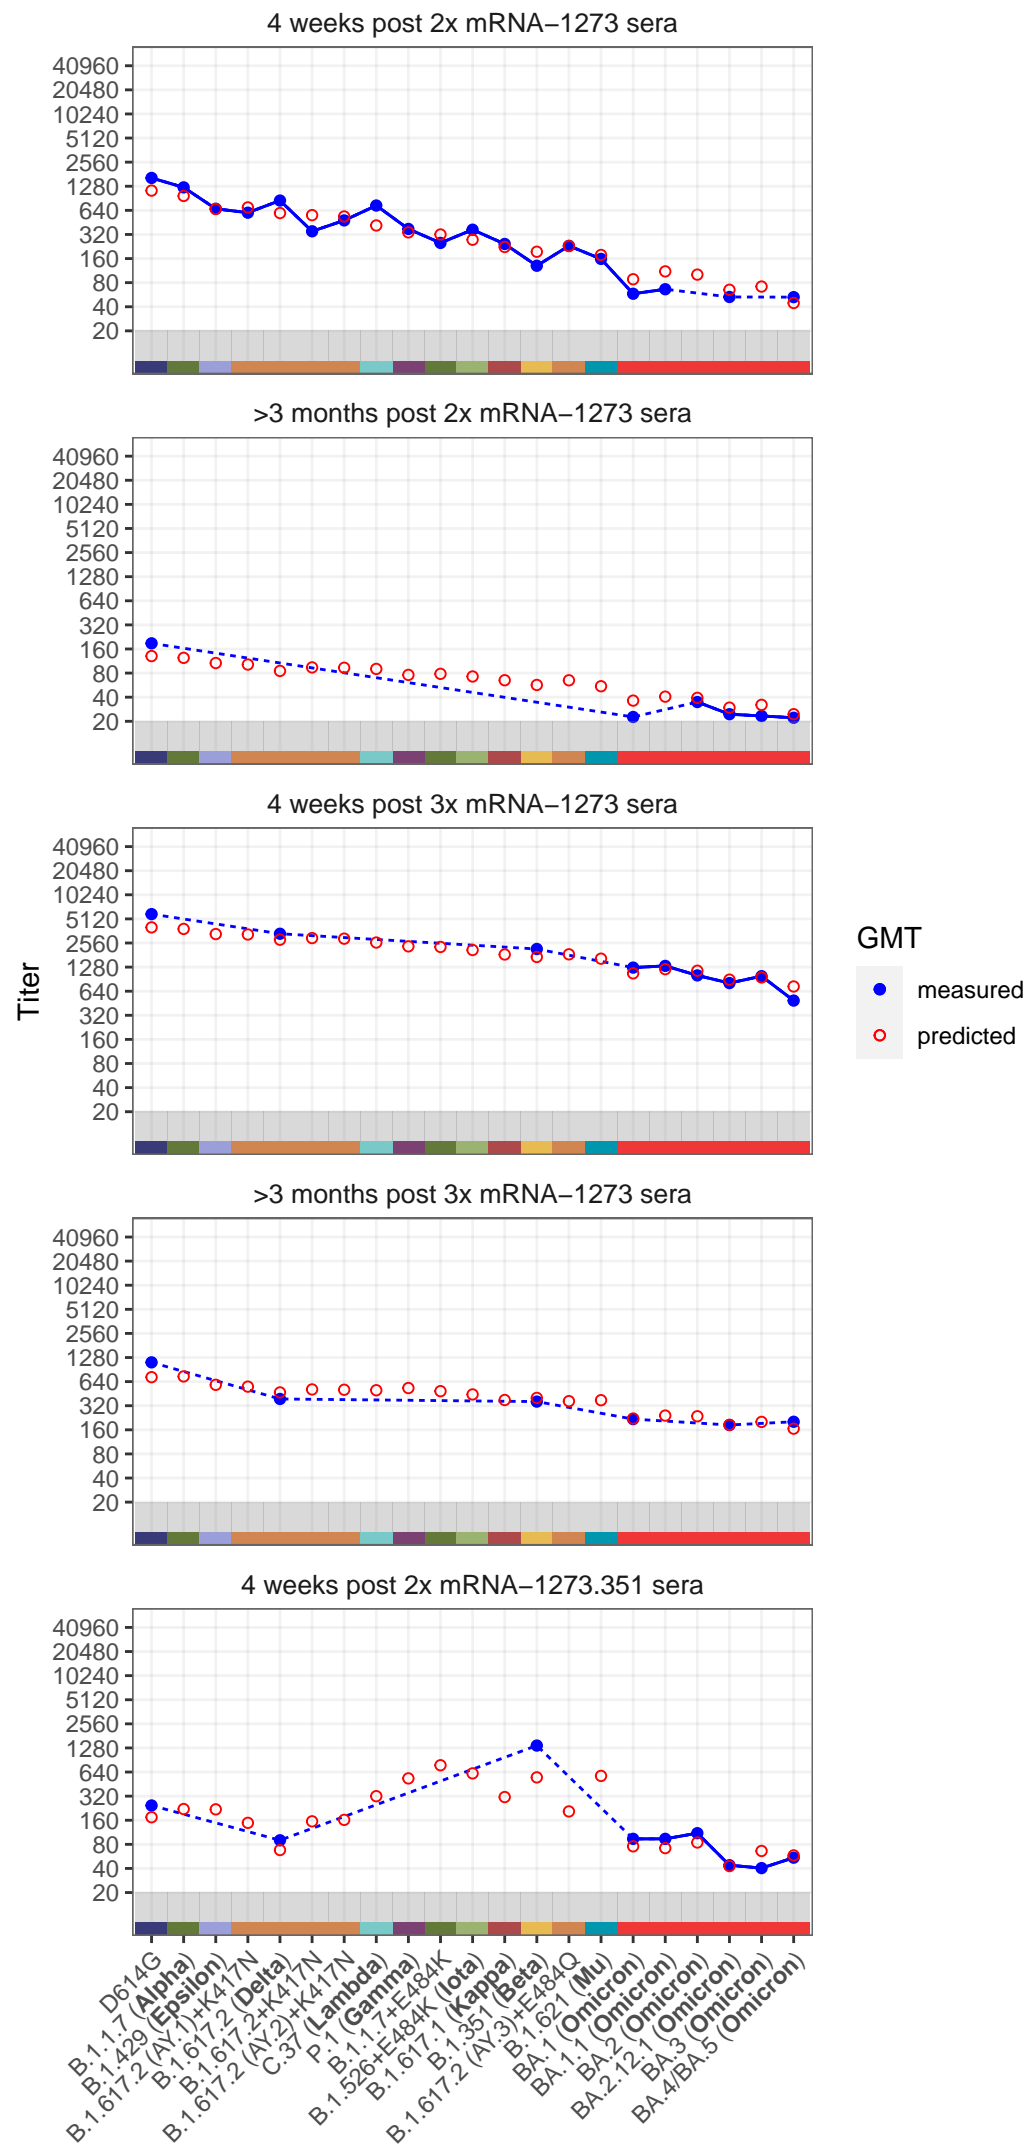 4 weeks post 2x mRNA−1273 sera
40960
20480
10240
5120
2560
1280
640
320
160
80
40
20
>3 months post 2x mRNA−1273 sera
40960
20480
10240
5120
2560
1280
640
320
160
80
40
20
4 weeks post 3x mRNA−1273 sera
40960
20480
10240
5120
2560
1280
640
320
160
80
40
20
Titer
GMT
measured
predicted
>3 months post 3x mRNA−1273 sera
40960
20480
10240
5120
2560
1280
640
320
160
80
40
20
4 weeks post 2x mRNA−1273.351 sera
40960
20480
10240
5120
2560
1280
640
320
160
80
40
20
D614G
B.1.1.7 (Alpha)
B.1.429 (Epsilon)
B.1.617.2 (AY.1)+K417N
B.1.617.2 (Delta)
B.1.617.2+K417N
B.1.617.2 (AY.2)+K417N
C.37 (Lambda)
P.1 (Gamma)
B.1.1.7+E484K
B.1.526+E484K (Iota)
B.1.617.1 (Kappa)
B.1.351 (Beta)
B.1.617.2 (AY.3)+E484Q
B.1.621 (Mu)
BA.1 (Omicron)
BA.1.1 (Omicron)
BA.2 (Omicron)
BA.2.12.1 (Omicron)
BA.3 (Omicron)
BA.4/BA.5 (Omicron)